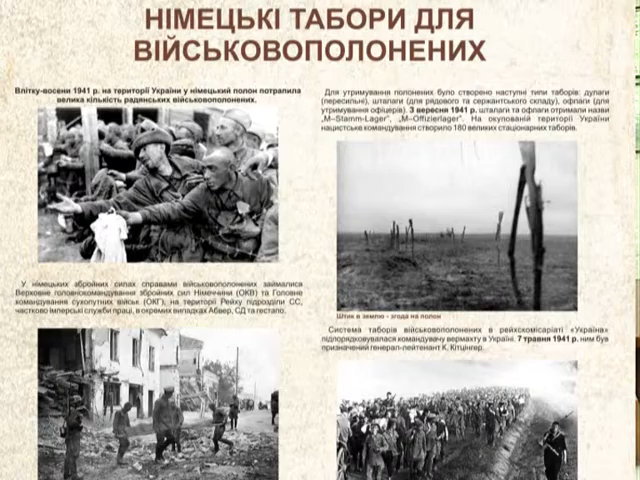 НІМЕЦЬКІ ТАБОРИ ДЛЯ
ВІЙСЬКОВОПОЛОНЕНИХ
Влітку-восени 1941 р. на території України у німецький полон потрапила
велика кількість радянських військовополонених.
У німецьких збройних силах справами військовополонених займалися
Верховне головнокомандування збройних сил Німеччини (ОКВ) та Головне
командування сухопутних військ (ОКГ), на території Рейху підрозділи СС,
частково імперські служби праці, в окремих випадках Абвер, СД та гестапо.
Для утримування полонених було створено наступні типи таборів: дулаги
(пересильні), шталаги (для рядового та сержантського складу), офлаги (для
утримування офіцерів). З вересня 1941 р. шталаги та офлаги отримали назви
„M–Stamm-Lager", „M–Offizierlager". На окупованій території України
нацистське командування створило 180 великих стаціонарних таборів.
Штик в землю - згода на полон
Система таборів військовополонених в рейхскомісаріаті «Україна»
підпорядковувалася командувачу вермахту в Україні. 7 травня 1941 р. ним був
призначений генерал-лейтенант К. Кітцінгер.